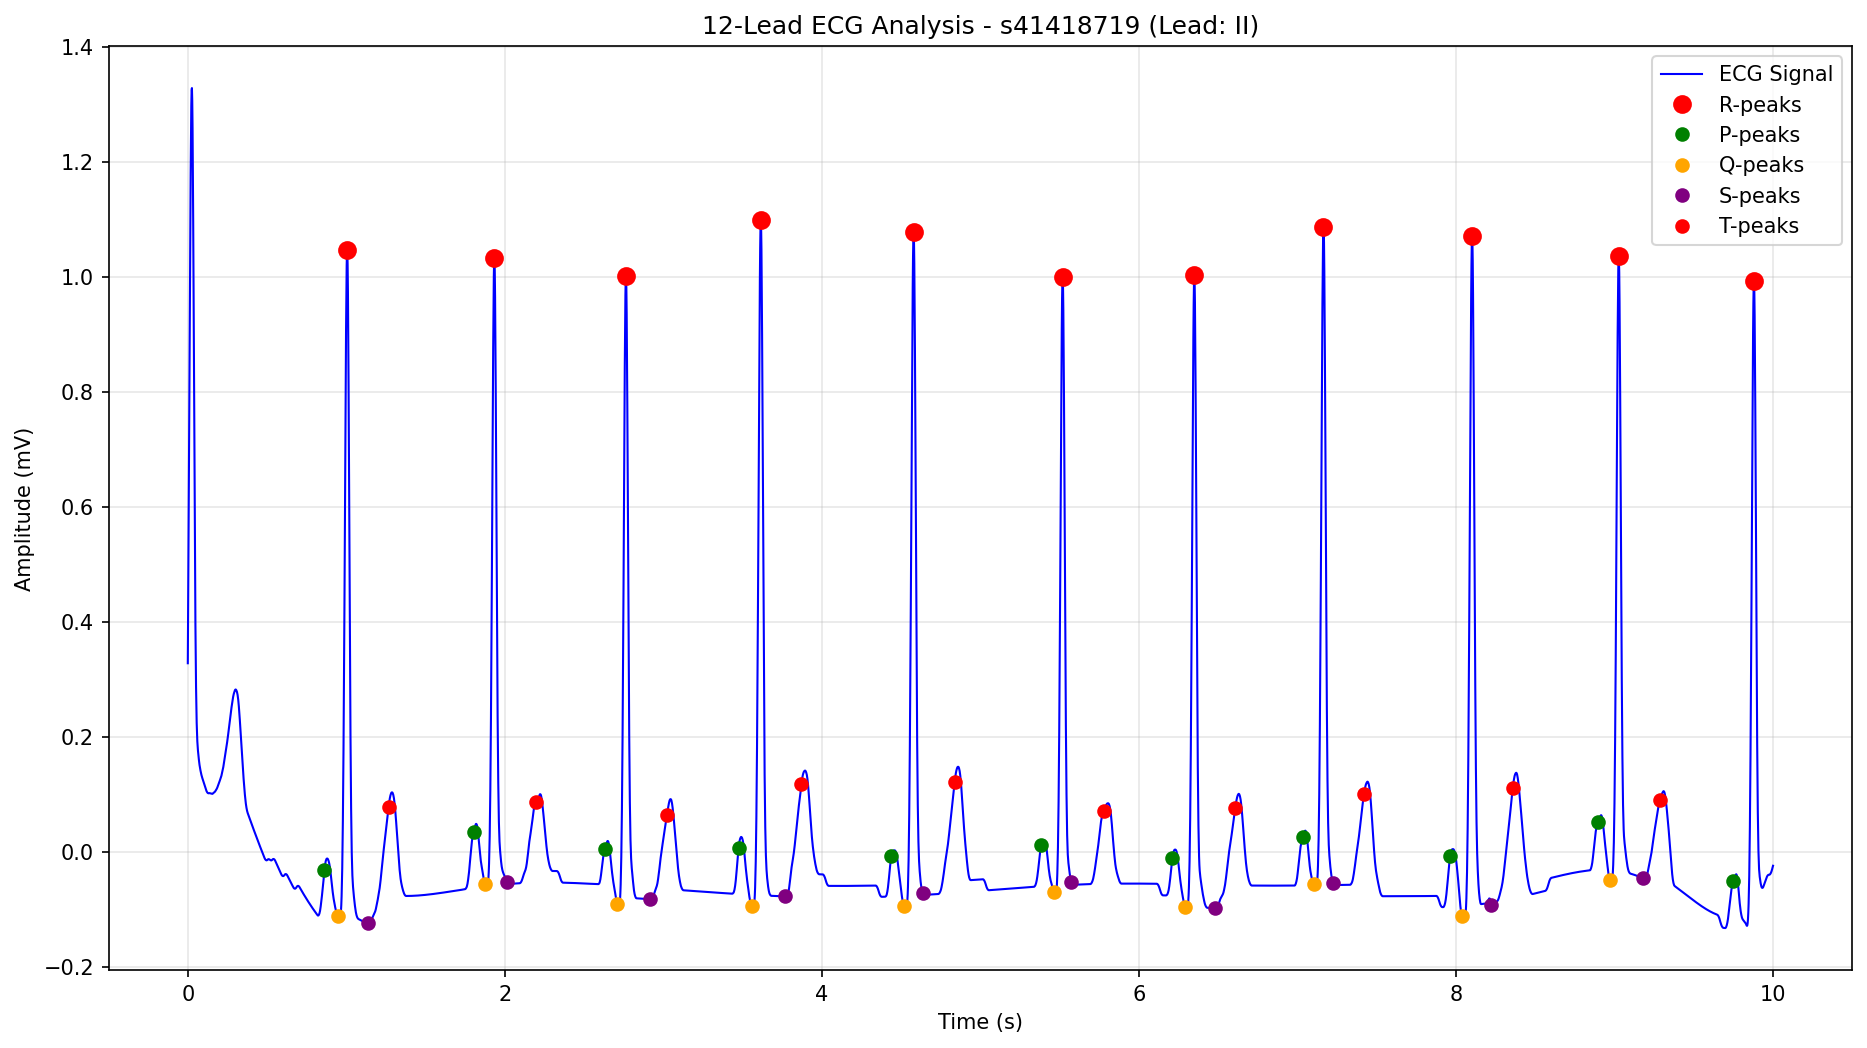 12-Lead ECG Analysis - s41418719 (Lead: II)
ECG Signal
R-peaks
P-peaks
Q-peaks
S-peaks
T-peaks
Amplitude (mV)
1.4
1.2
1.0
0.8
0.6
0.4
0.2
0.0
−0.2
0 2 4 6 8 10
Time (s)